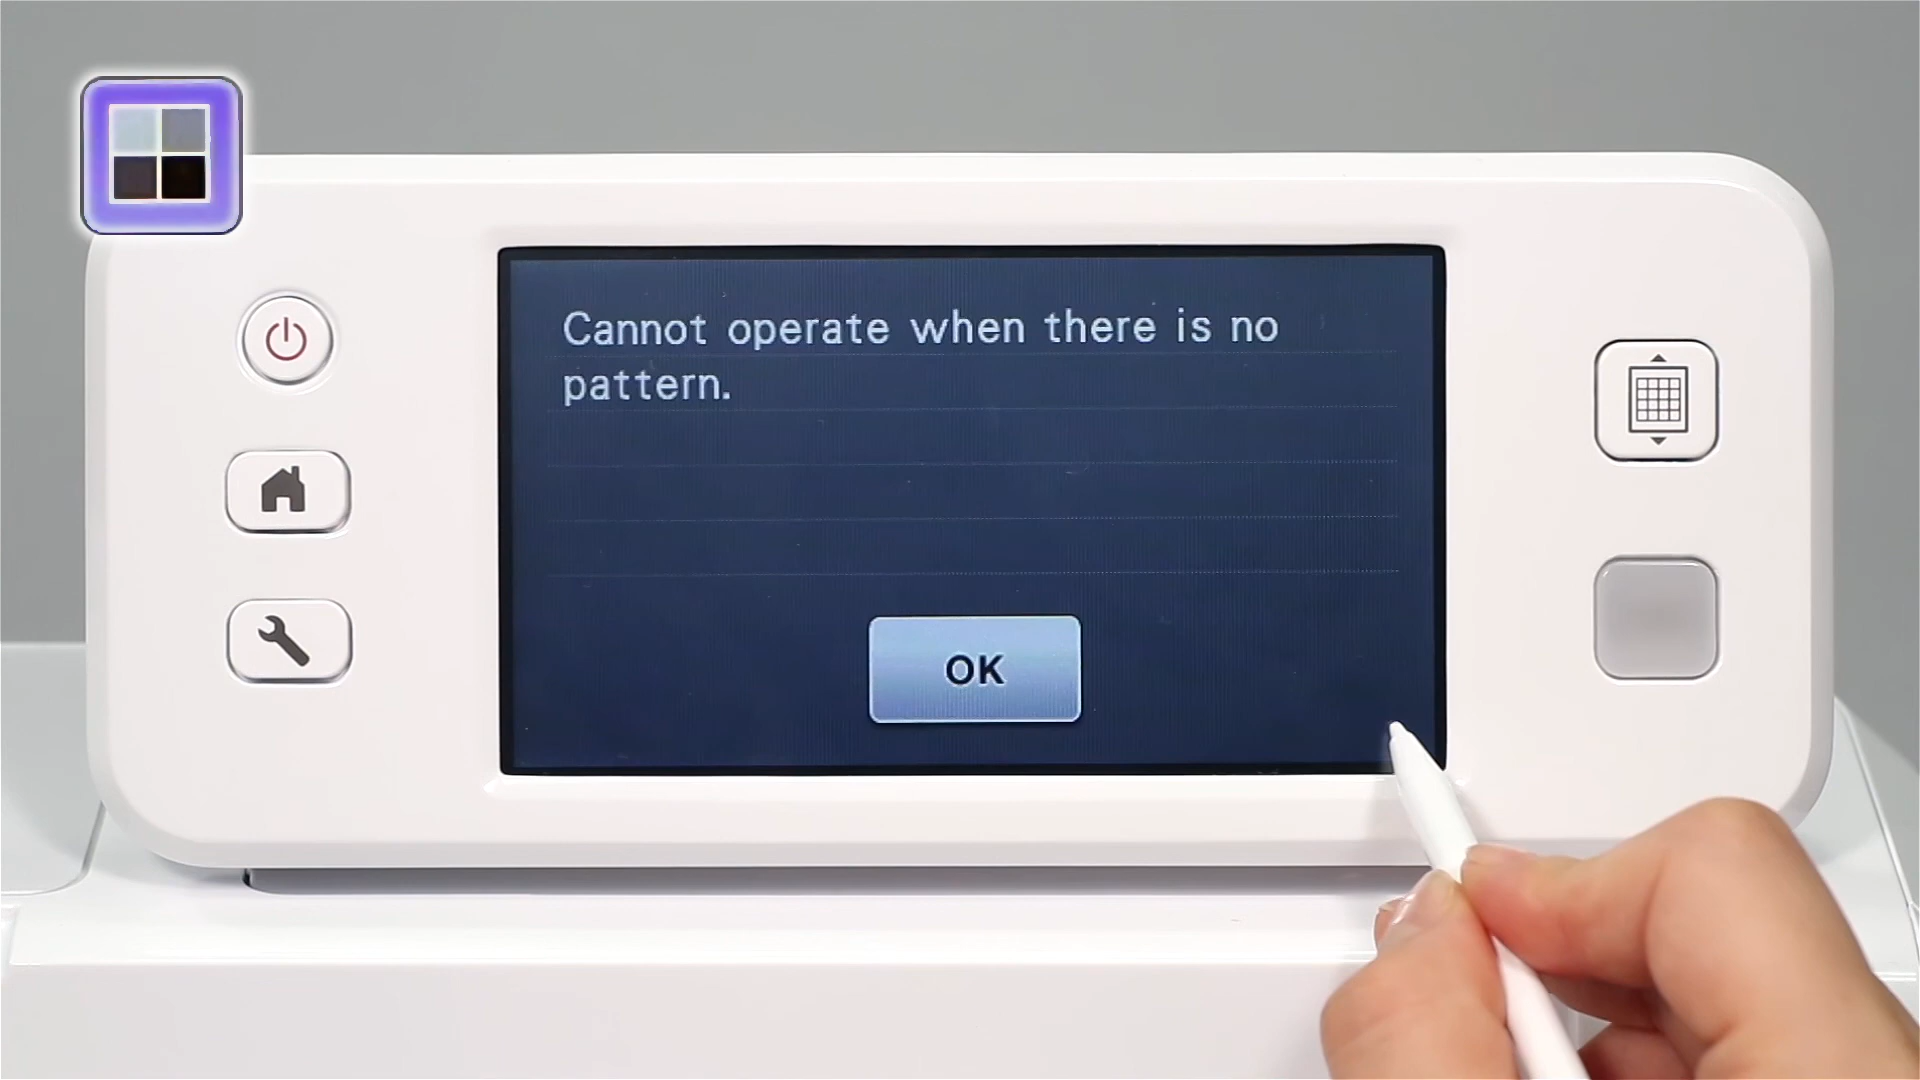 Cannot operate when there is no
pattern.
OK